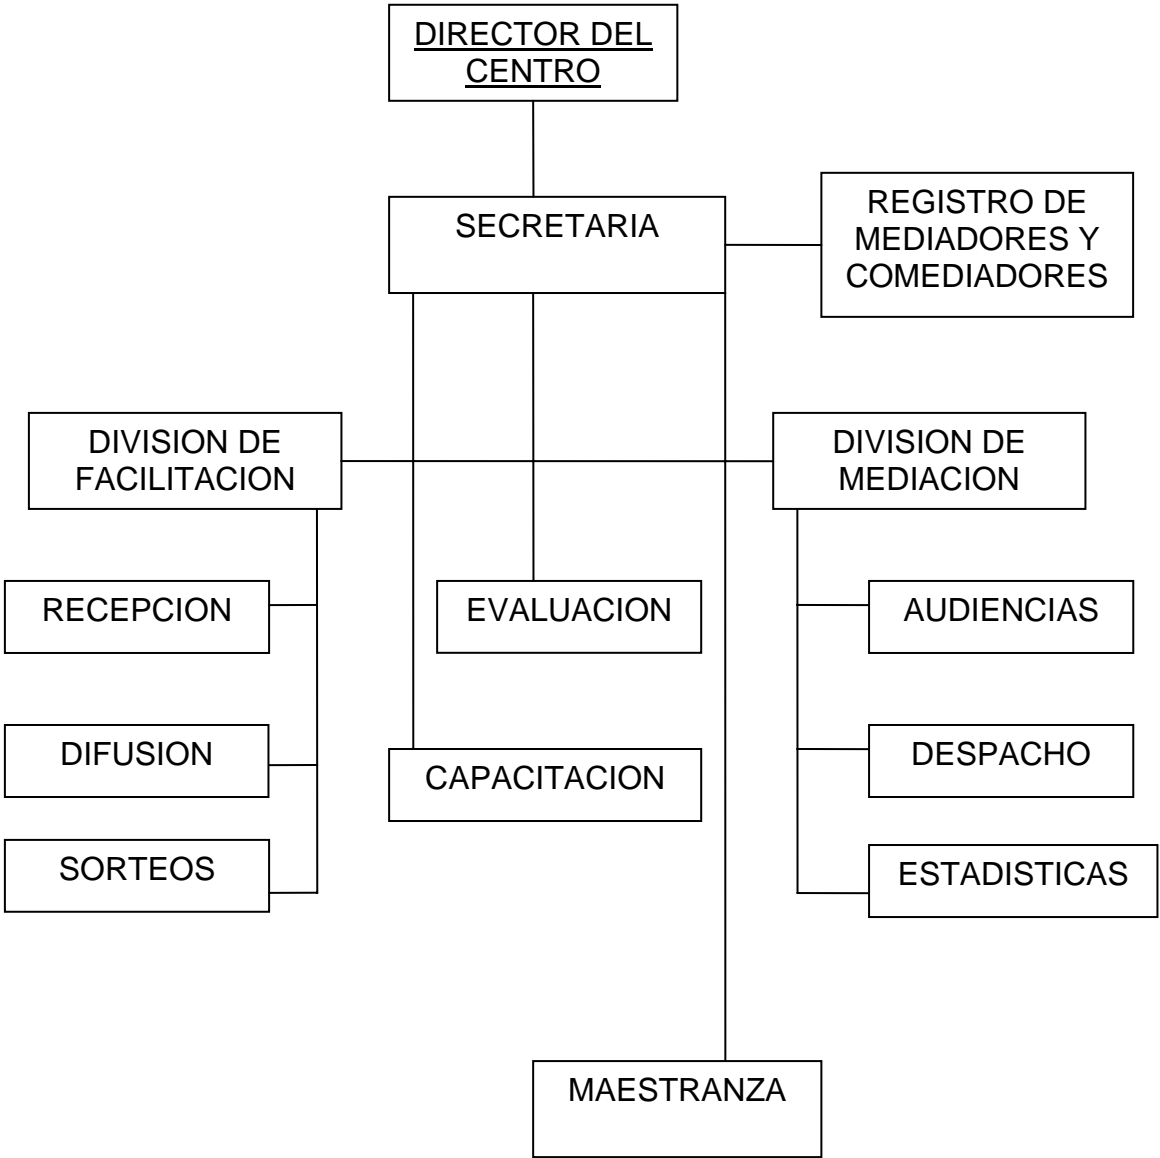 DIRECTOR DEL
CENTRO
SECRETARIA
REGISTRO DE
MEDIADORES Y
COMEDIADORES
DIVISION DE
FACILITACION
DIVISION DE
MEDIACION
RECEPCION
EVALUACION
AUDIENCIAS
DIFUSION
CAPACITACION
DESPACHO
SORTEOS
ESTADISTICAS
MAESTRANZA